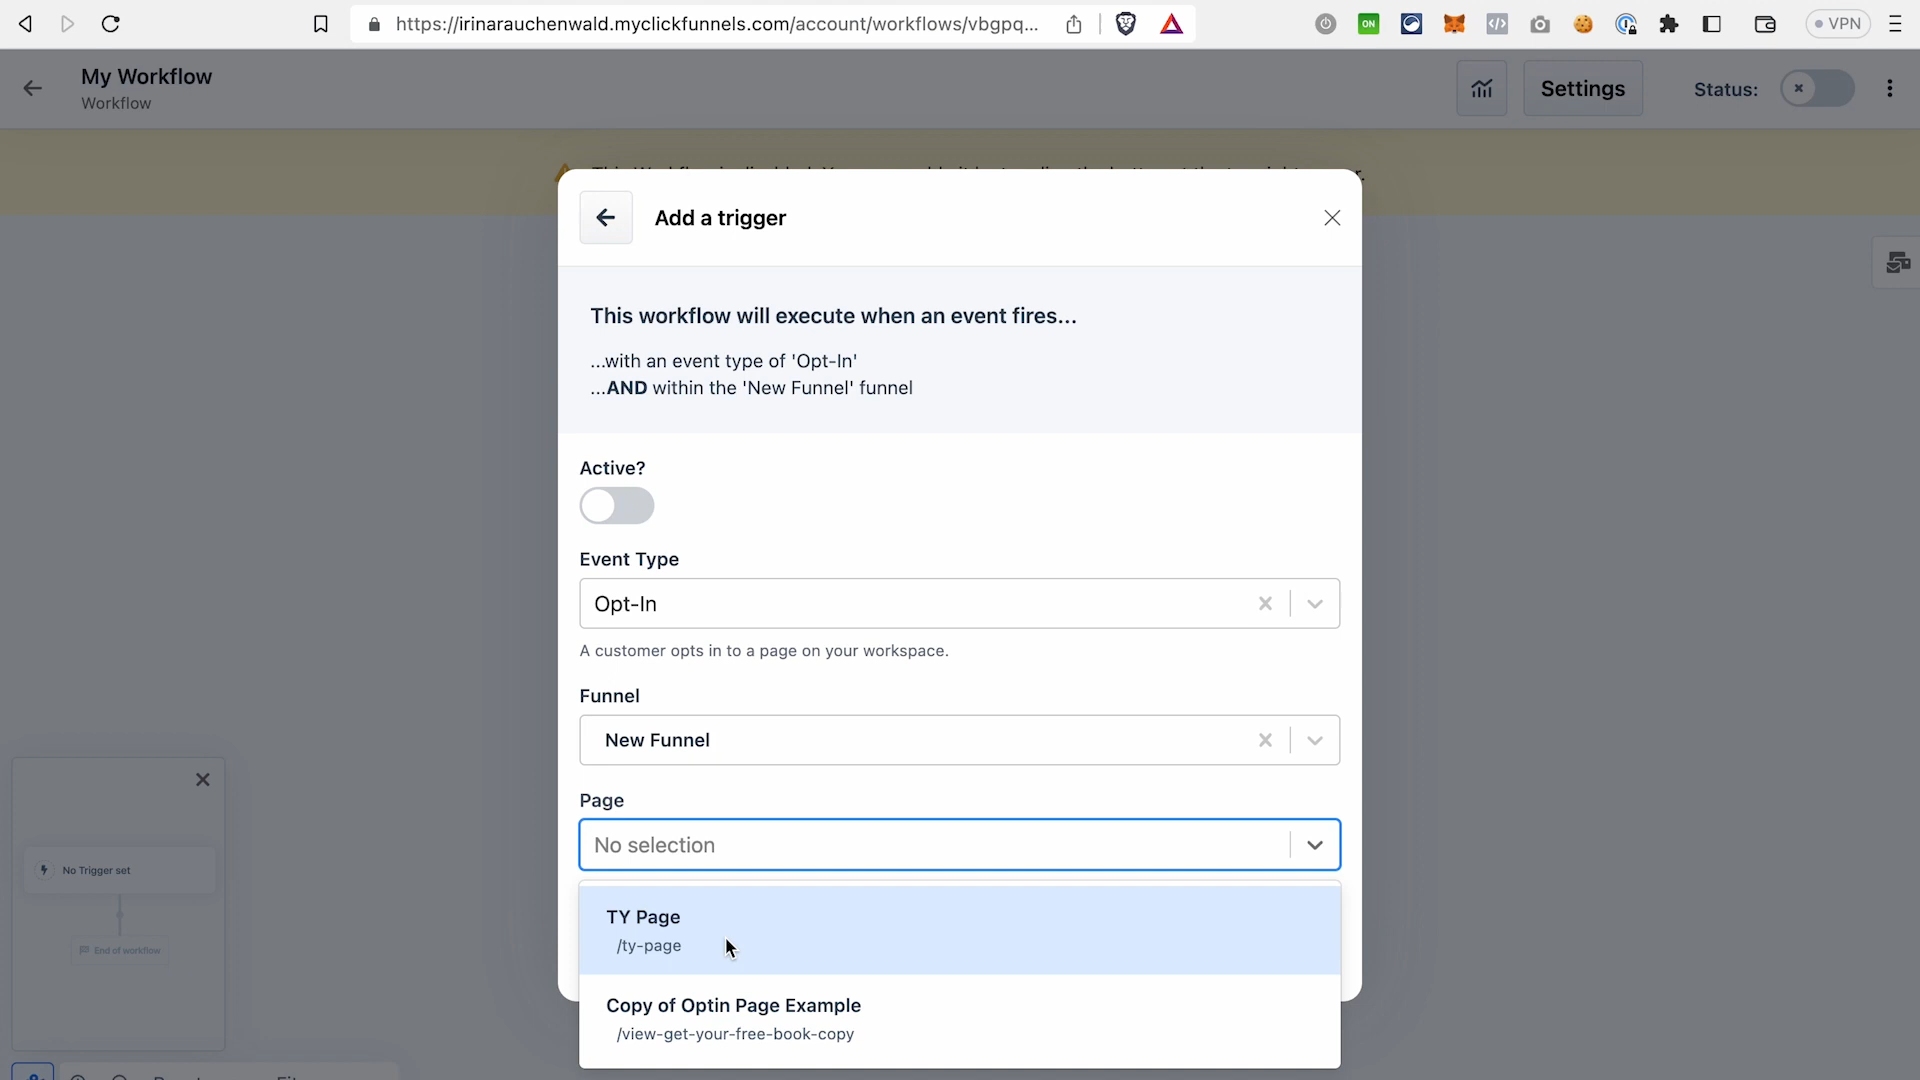 https://irinarauchenwald.myclickfunnels.com/account/workflows/vbgpq...
ON
VPN
My Workflow
Workflow
Settings
Status:
Add a trigger
This workflow will execute when an event fires...
...with an event type of 'Opt-In'
...AND within the 'New Funnel' funnel
Active?
Event Type
Opt-In
A customer opts in to a page on your workspace.
Funnel
New Funnel
Page
No selection
No Trigger set
TY Page
/ty-page
End of workflow
Copy of Optin Page Example
/view-get-your-free-book-copy